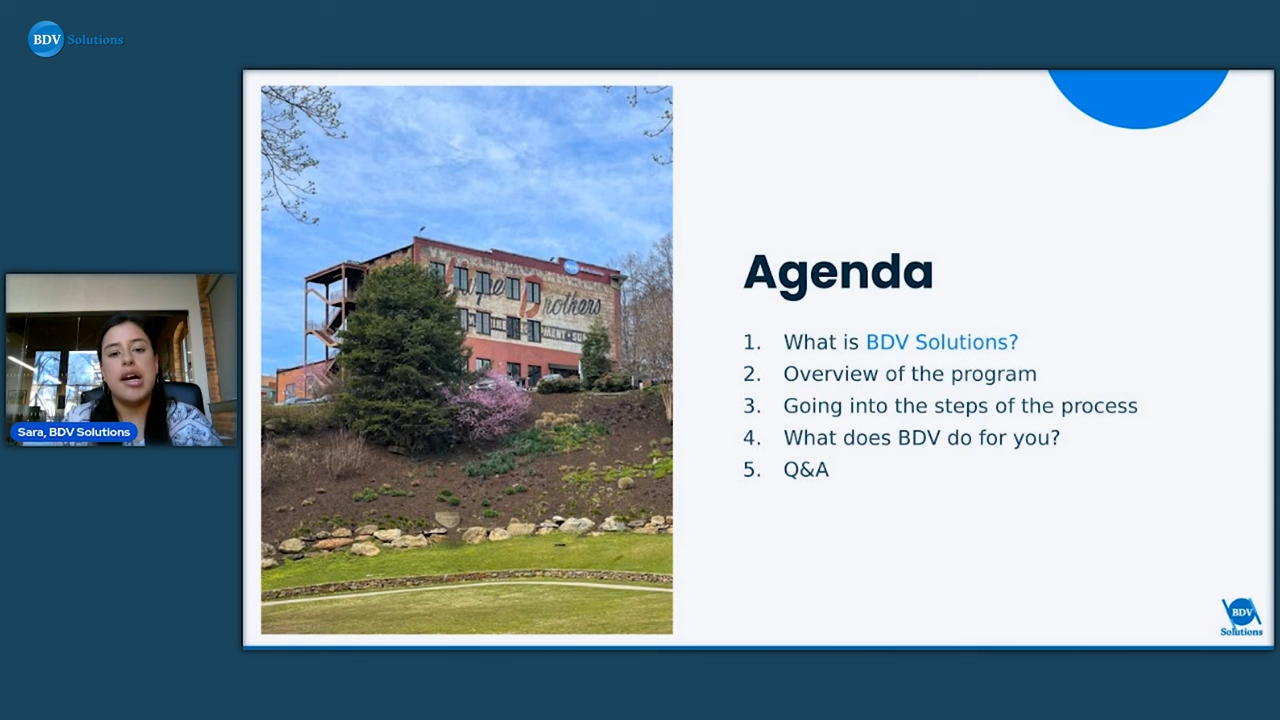 BDV Solutions
Agenda
1. What is BDV Solutions?
2. Overview of the program
3. Going into the steps of the process
4. What does BDV do for you?
5. Q&A
Brothers
Sara, BDV Solutions
BDV
Solutions